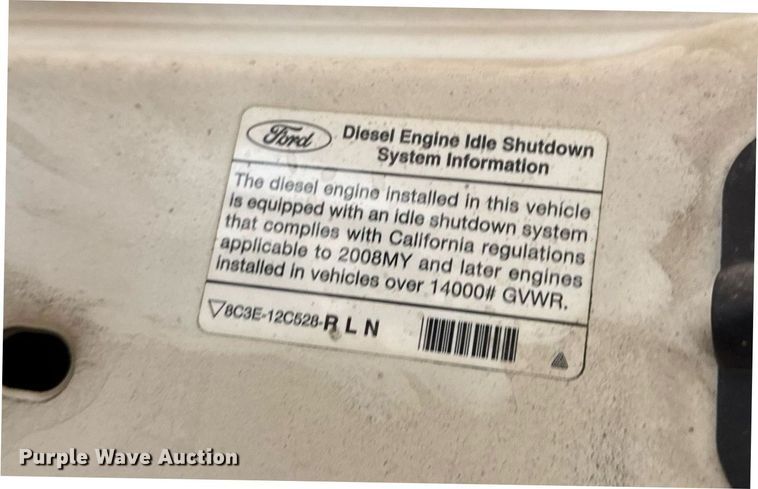 Ford
Diesel Engine Idle Shutdown
System Information
The diesel engine installed in this vehicle
is equipped with an idle shutdown system
that complies with California regulations
applicable to 2008MY and later engines
installed in vehicles over 14000# GVWR.
8C3E-12C528-R L N
Purple Wave Auction